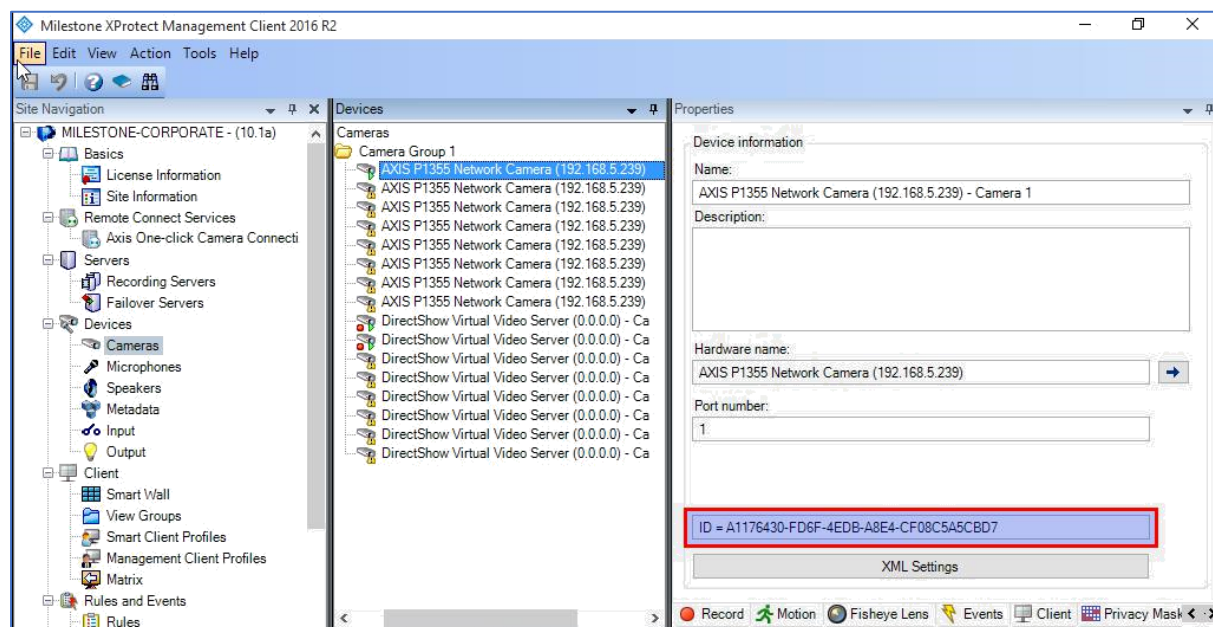 Milestone XProtect Management Client 2016 R2
File Edit View Action Tools Help
Site Navigation
MILESTONE-CORPORATE - (10.1a)
Basics
License Information
Site Information
Remote Connect Services
Axis One-click Camera Connecti
Servers
Recording Servers
Failover Servers
Devices
Cameras
Microphones
Speakers
Metadata
Input
Output
Client
Smart Wall
View Groups
Smart Client Profiles
Management Client Profiles
Matrix
Rules and Events
Rules
Devices
Cameras
Camera Group 1
AXIS P1355 Network Camera (192.168.5.239)
AXIS P1355 Network Camera (192.168.5.239)
AXIS P1355 Network Camera (192.168.5.239)
AXIS P1355 Network Camera (192.168.5.239)
AXIS P1355 Network Camera (192.168.5.239)
AXIS P1355 Network Camera (192.168.5.239)
AXIS P1355 Network Camera (192.168.5.239)
AXIS P1355 Network Camera (192.168.5.239)
DirectShow Virtual Video Server (0.0.0.0) - Ca
DirectShow Virtual Video Server (0.0.0.0) - Ca
DirectShow Virtual Video Server (0.0.0.0) - Ca
DirectShow Virtual Video Server (0.0.0.0) - Ca
DirectShow Virtual Video Server (0.0.0.0) - Ca
DirectShow Virtual Video Server (0.0.0.0) - Ca
DirectShow Virtual Video Server (0.0.0.0) - Ca
DirectShow Virtual Video Server (0.0.0.0) - Ca
Properties
Device information
Name:
AXIS P1355 Network Camera (192.168.5.239) - Camera 1
Description:
Hardware name:
AXIS P1355 Network Camera (192.168.5.239)
Port number:
1
ID = A1176430-FD6F-4EDB-A8E4-CF08C5A5CBD7
XML Settings
Record Motion Fisheye Lens Events Client Privacy Mask